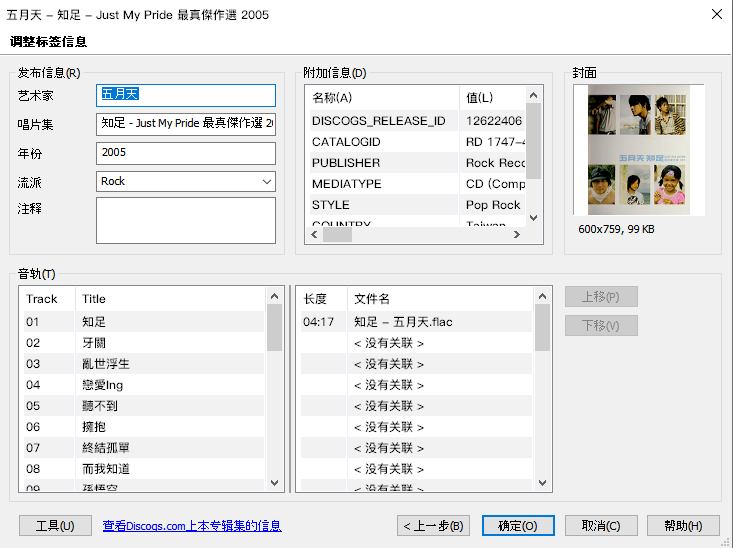 五月天 – 知足 – Just My Pride 最真傑作選 2005
调整标签信息
发布信息(R)
艺术家
五月天
唱片集
知足 - Just My Pride 最真傑作選 20
年份
2005
流派
Rock
注释
附加信息(D)
名称(A) 值(L)
DISCOGS_RELEASE_ID 12622406
CATALOGID RD 1747-4
PUBLISHER Rock Reco
MEDIATYPE CD (Comp
STYLE Pop Rock
COUNTRY Taiwan
封面
五月天 知足
600x759, 99 KB
音轨(T)
Track Title
01 知足
02 牙關
03 亂世浮生
04 戀愛Ing
05 聽不到
06 擁抱
07 終結孤單
08 而我知道
09 孫悟空
长度 文件名
04:17 知足 – 五月天.flac
< 没有关联 >
< 没有关联 >
< 没有关联 >
< 没有关联 >
< 没有关联 >
< 没有关联 >
< 没有关联 >
< 没有关联 >
上移(P)
下移(V)
工具(U)
查看Discogs.com上本专辑集的信息
< 上一步(B)
确定(O)
取消(C)
帮助(H)